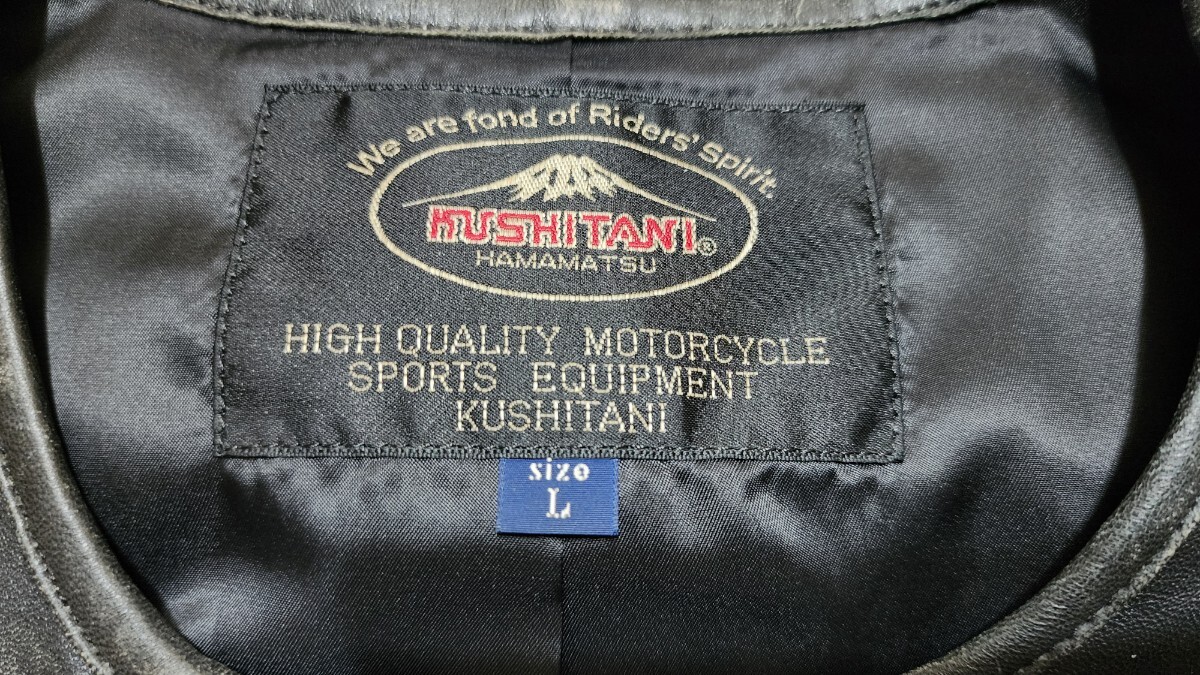 We are fond of Riders' Spirit.
KUSHITANI®
HAMAMATSU
HIGH QUALITY MOTORCYCLE
SPORTS EQUIPMENT
KUSHITANI
size
L